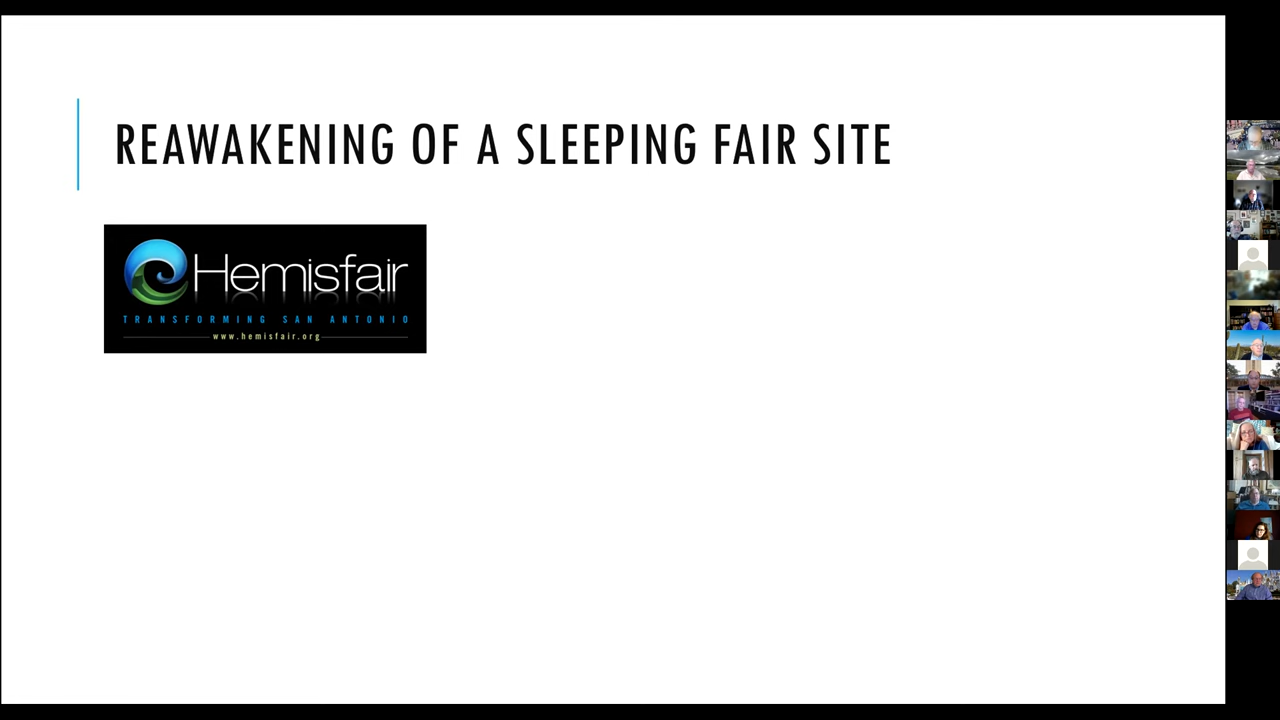 REAWAKENING OF A SLEEPING FAIR SITE
Hemisfair
TRANSFORMING SAN ANTONIO
www.hemisfair.org